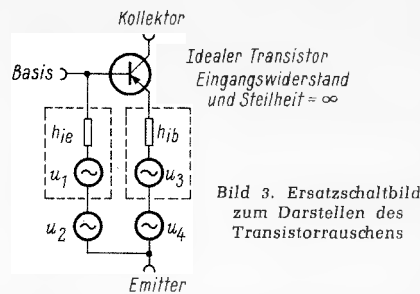 Kollektor
Basis
Idealer Transistor
Eingangswiderstand
und Steilheit = ∞
h_ie
h_ib
u_1
u_3
u_2
u_4
Bild 3. Ersatzschaltbild
zum Darstellen des
Transistorrauschens
Emitter